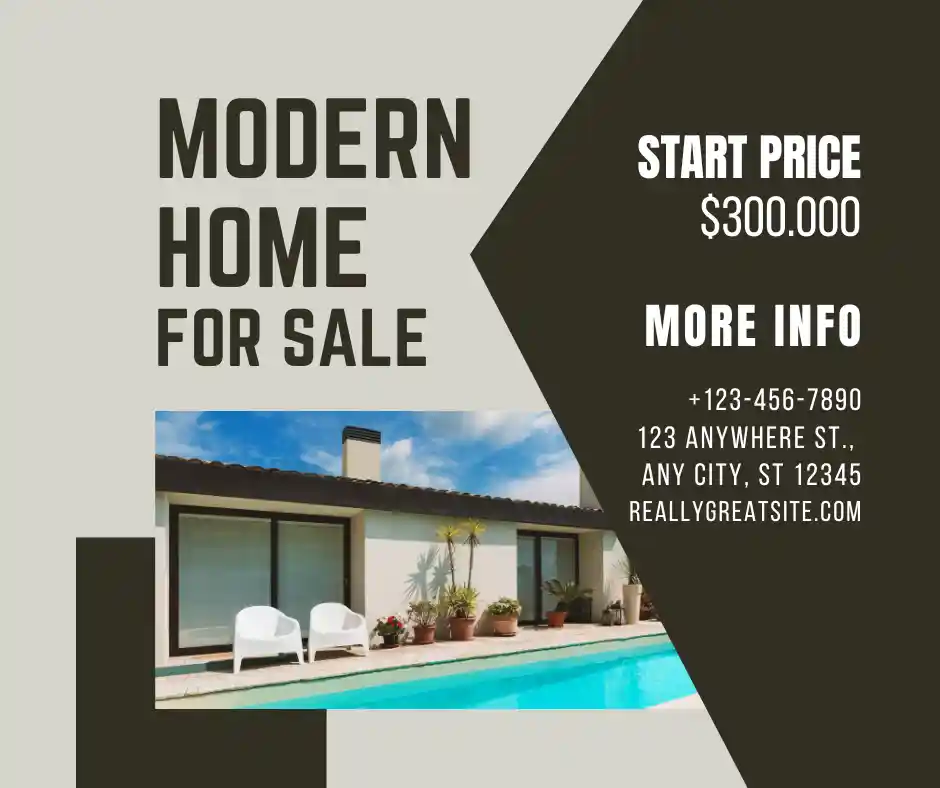 MODERN
HOME
FOR SALE
START PRICE
$300.000
MORE INFO
+123-456-7890
123 ANYWHERE ST.,
ANY CITY, ST 12345
REALLYGREATSITE.COM